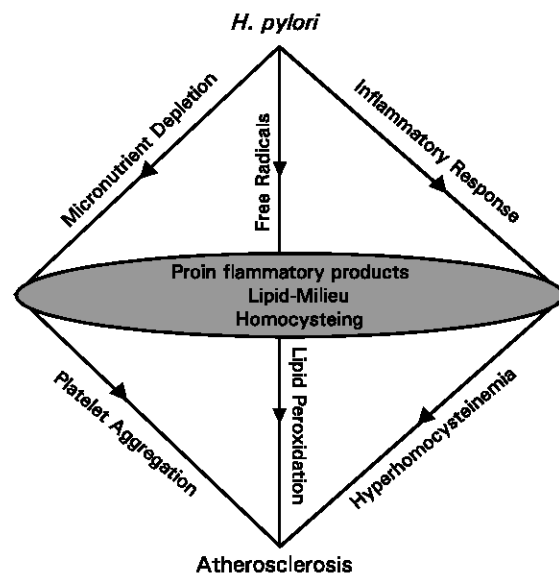 H. pylori
Micronutrient Depletion
Free Radicals
Inflammatory Response
Proin flammatory products
Lipid-Milieu
Homocysteing
Platelet Aggregation
Lipid Peroxidation
Hyperhomocysteinemia
Atherosclerosis